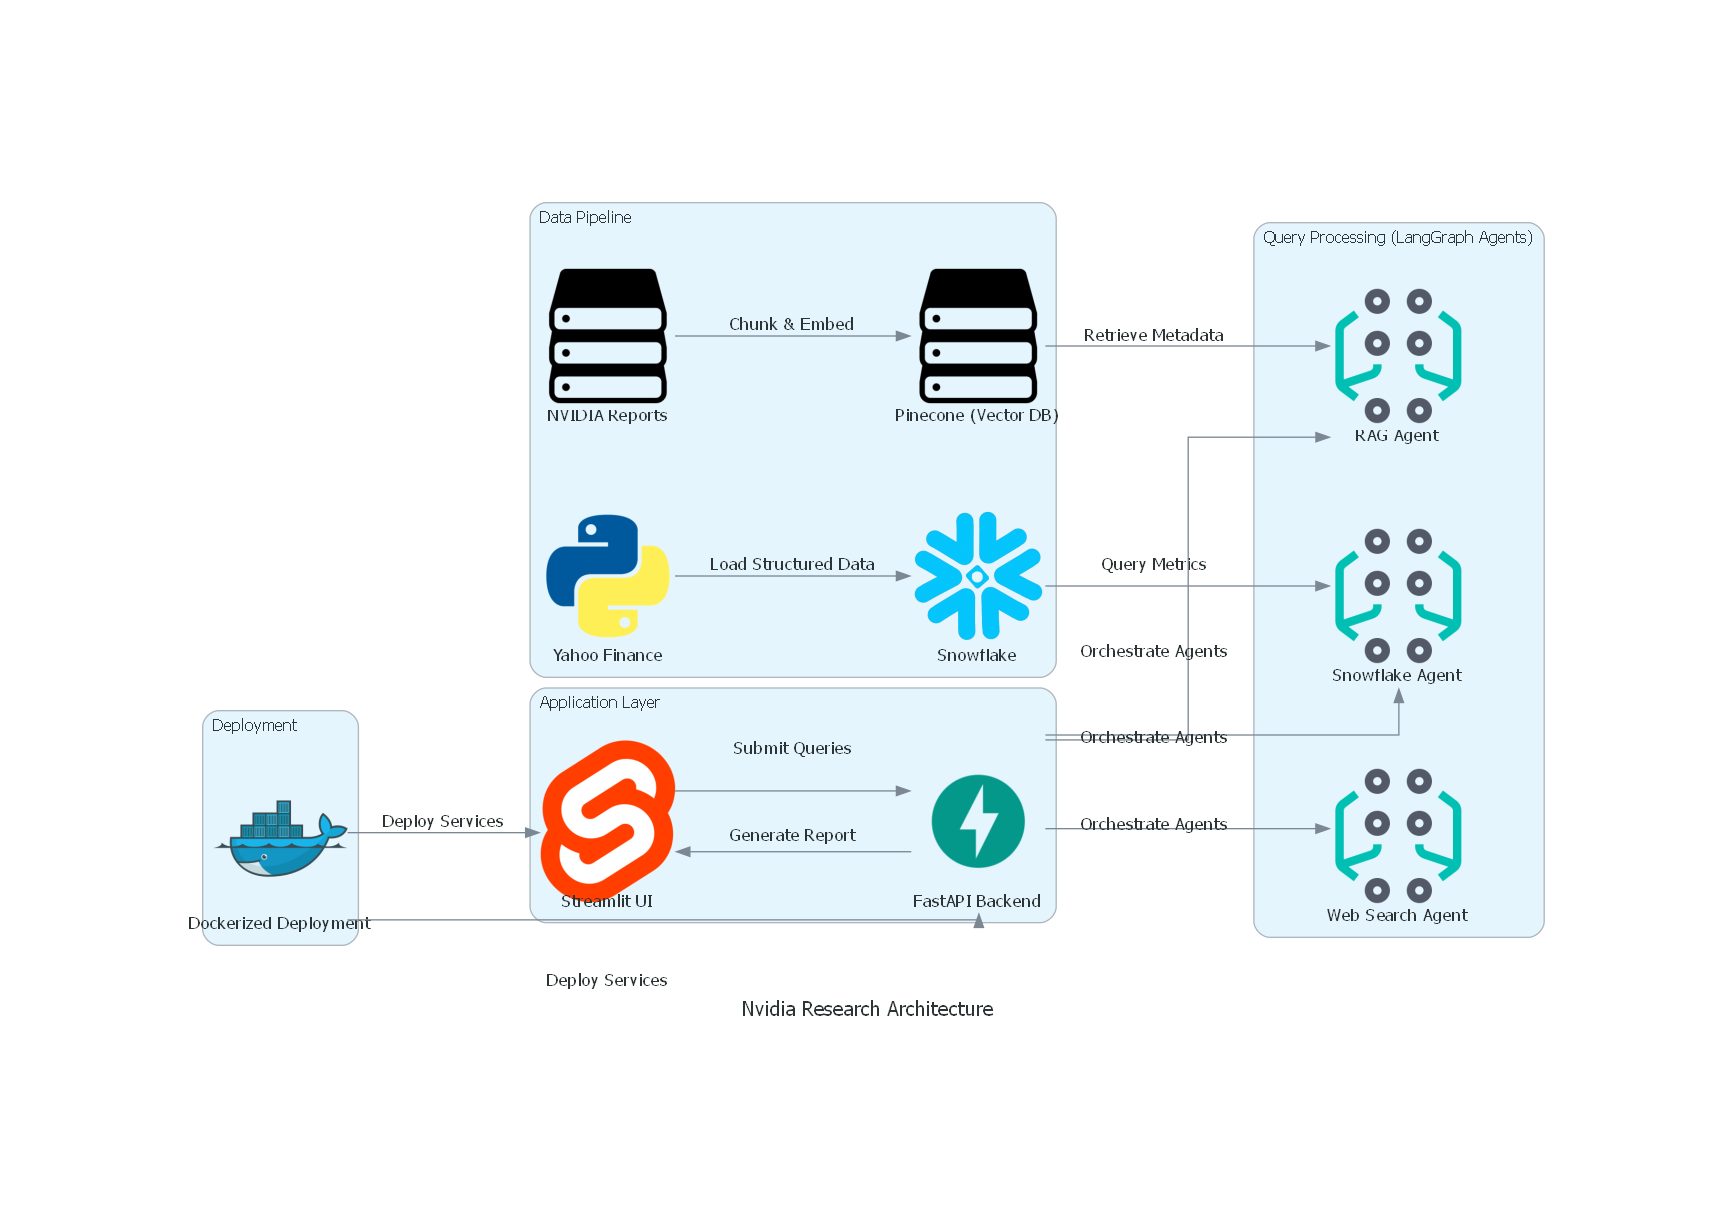 Data Pipeline
Query Processing (LangGraph Agents)
Chunk & Embed
Retrieve Metadata
NVIDIA Reports
Pinecone (Vector DB)
RAG Agent
Load Structured Data
Query Metrics
Yahoo Finance
Snowflake
Orchestrate Agents
Snowflake Agent
Application Layer
Deployment
Submit Queries
Orchestrate Agents
Deploy Services
Generate Report
Orchestrate Agents
Streamlit UI
FastAPI Backend
Web Search Agent
Dockerized Deployment
Deploy Services
Nvidia Research Architecture